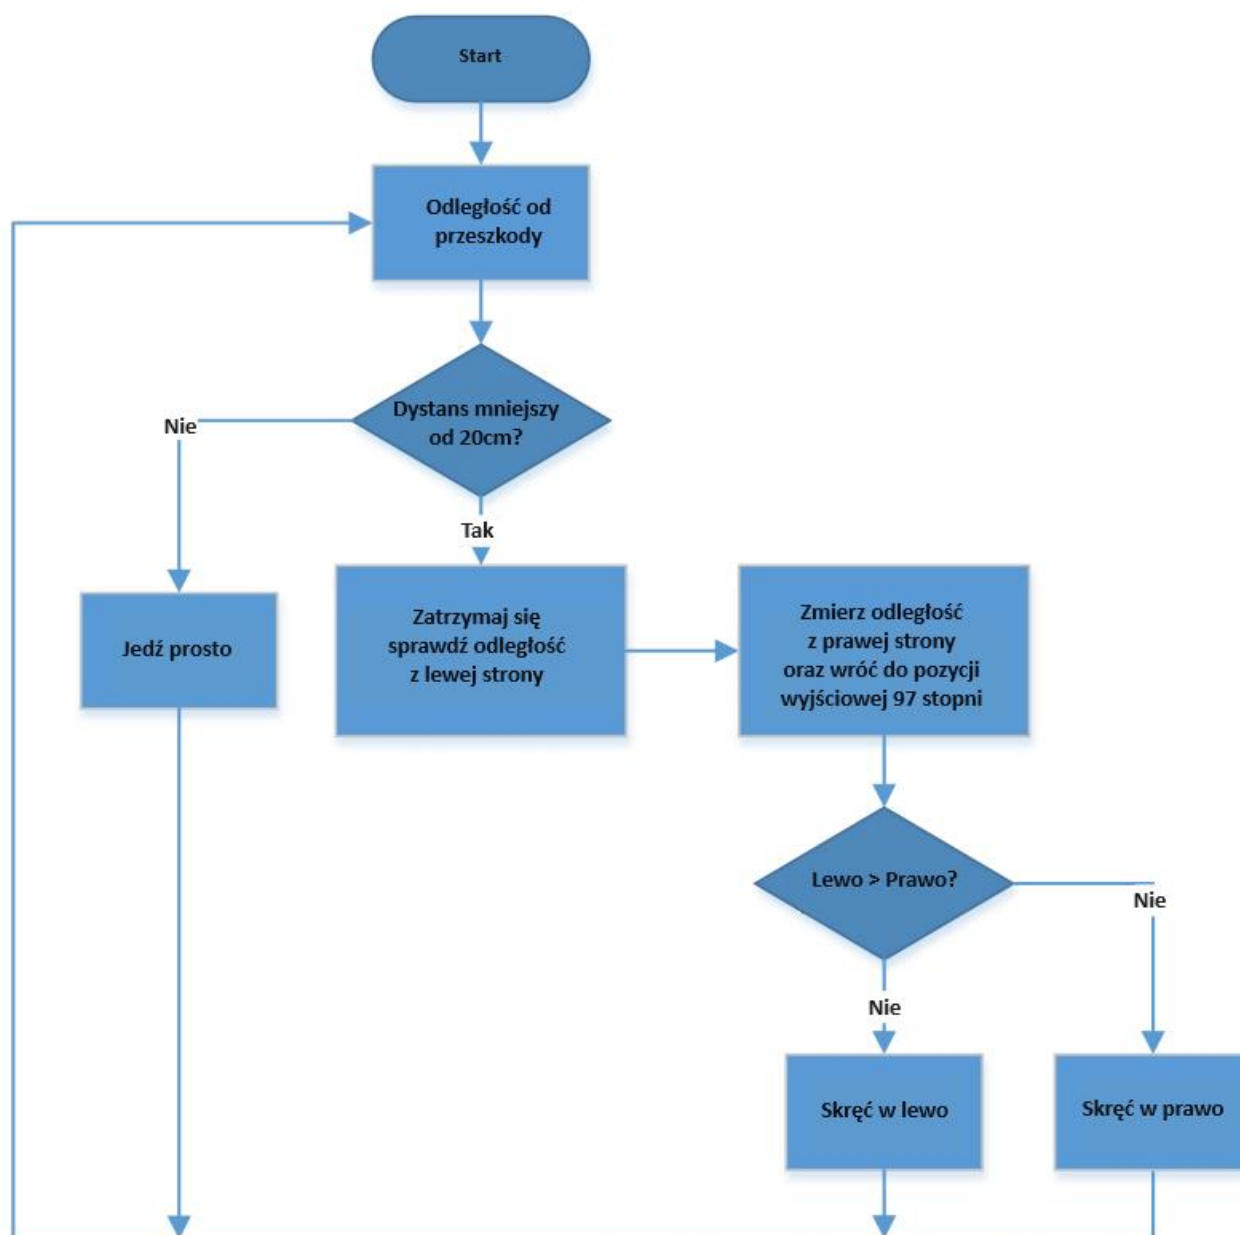 Start
Odległość od
przeszkody
Dystans mniejszy
od 20cm?
Nie
Tak
Jedź prosto
Zatrzymaj się
sprawdź odległość
z lewej strony
Zmierz odległość
z prawej strony
oraz wróć do pozycji
wyjściowej 97 stopni
Lewo > Prawo?
Nie
Nie
Skręć w lewo
Skręć w prawo